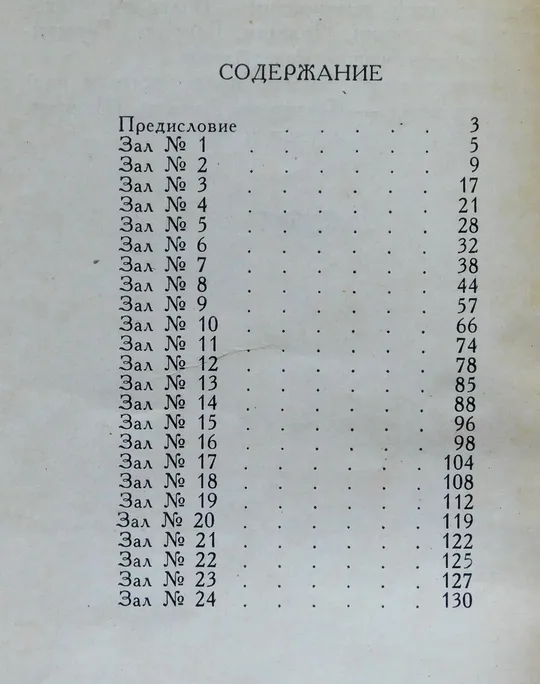 СОДЕРЖАНИЕ
Предисловие . . . . . 3
Зал № 1 . . . . . . 5
Зал № 2 . . . . . . 9
Зал № 3 . . . . . . 17
Зал № 4 . . . . . . 21
Зал № 5 . . . . . . 28
Зал № 6 . . . . . . 32
Зал № 7 . . . . . . 38
Зал № 8 . . . . . . 44
Зал № 9 . . . . . . 57
Зал № 10 . . . . . . 66
Зал № 11 . . . . . . 74
Зал № 12 . . . . . . 78
Зал № 13 . . . . . . 85
Зал № 14 . . . . . . 88
Зал № 15 . . . . . . 96
Зал № 16 . . . . . . 98
Зал № 17 . . . . . . 104
Зал № 18 . . . . . . 108
Зал № 19 . . . . . . 112
Зал № 20 . . . . . . 119
Зал № 21 . . . . . . 122
Зал № 22 . . . . . . 125
Зал № 23 . . . . . . 127
Зал № 24 . . . . . . 130